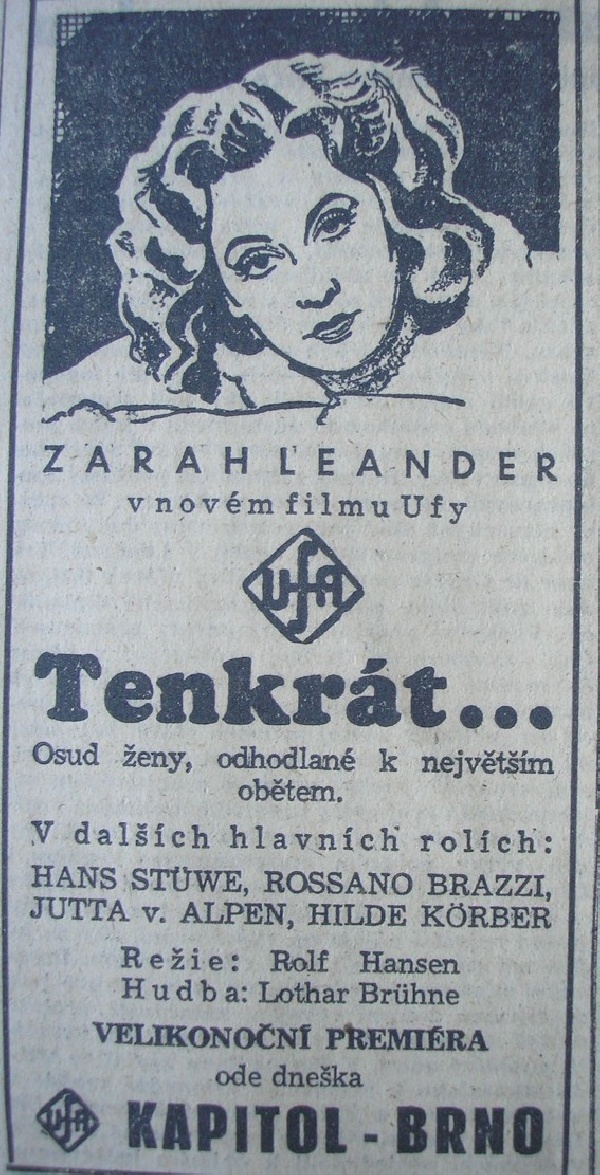 ZARAH LEANDER
v novém filmu Ufy
UFA
Tenkrát...
Osud ženy, odhodlané k největším
obětem.
V dalších hlavních rolích:
HANS STÜWE, ROSSANO BRAZZI,
JUTTA v. ALPEN, HILDE KÖRBER
Režie: Rolf Hansen
Hudba: Lothar Brühne
VELIKONOČNÍ PREMIÉRA
ode dneška
UFA KAPITOL - BRNO